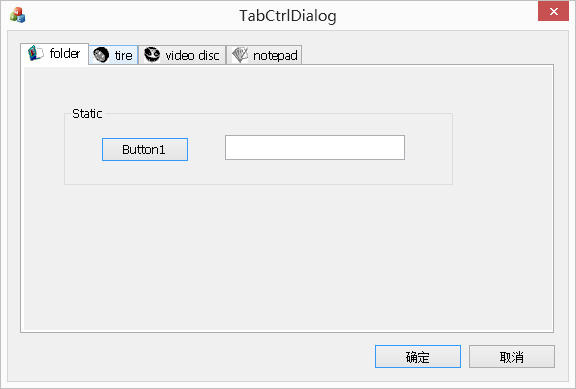 TabCtrlDialog
folder tire video disc notepad
Static
Button1
确定 取消